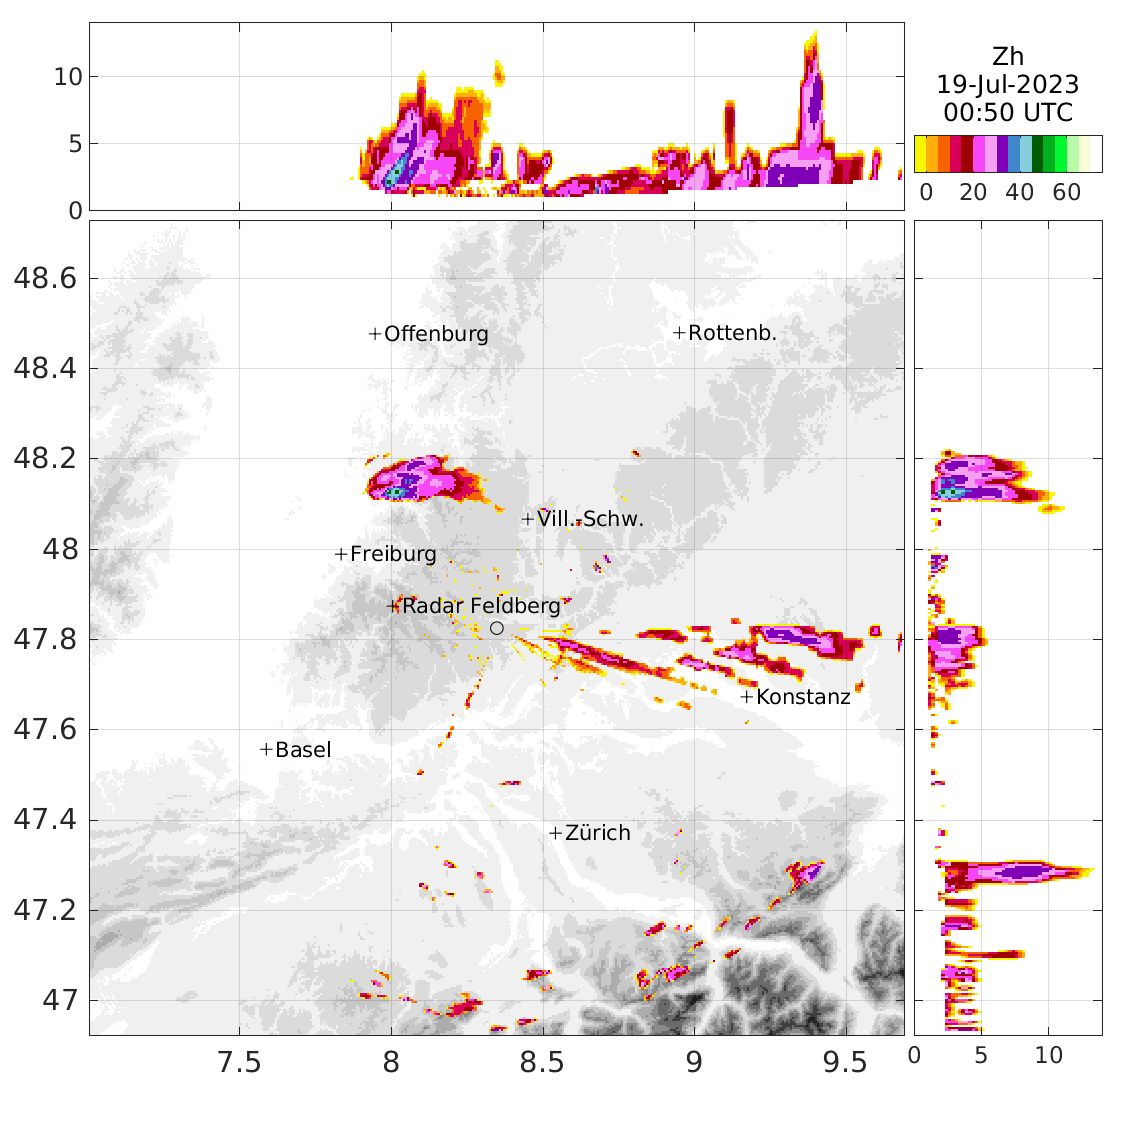 10
5
0
Zh
19-Jul-2023
00:50 UTC
0 20 40 60
48.6
48.4
48.2
48
47.8
47.6
47.4
47.2
47
Offenburg
Rottenb.
Vill.-Schw.
Freiburg
Radar Feldberg
Konstanz
Basel
Zürich
7.5 8 8.5 9 9.5
0 5 10